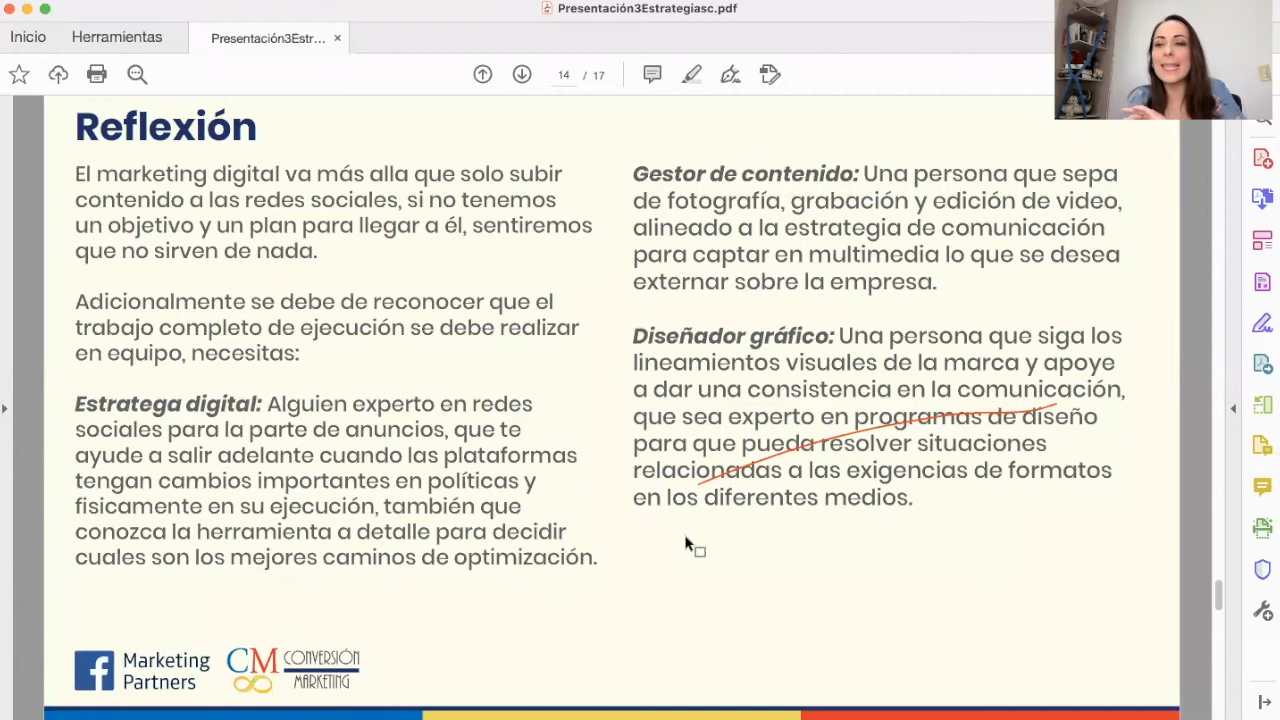 Presentación3Estrategiasc.pdf
Inicio
Herramientas
Presentación3Estr... ×
14 / 17
Reflexión
El marketing digital va más alla que solo subir
contenido a las redes sociales, si no tenemos
un objetivo y un plan para llegar a él, sentiremos
que no sirven de nada.
Adicionalmente se debe de reconocer que el
trabajo completo de ejecución se debe realizar
en equipo, necesitas:
Estratega digital: Alguien experto en redes
sociales para la parte de anuncios, que te
ayude a salir adelante cuando las plataformas
tengan cambios importantes en políticas y
fisicamente en su ejecución, también que
conozca la herramienta a detalle para decidir
cuales son los mejores caminos de optimización.
Gestor de contenido: Una persona que sepa
de fotografía, grabación y edición de video,
alineado a la estrategia de comunicación
para captar en multimedia lo que se desea
externar sobre la empresa.
Diseñador gráfico: Una persona que siga los
lineamientos visuales de la marca y apoye
a dar una consistencia en la comunicación,
que sea experto en programas de diseño
para que pueda resolver situaciones
relacionadas a las exigencias de formatos
en los diferentes medios.
f Marketing
Partners
CM CONVERSIÓN
MARKETING